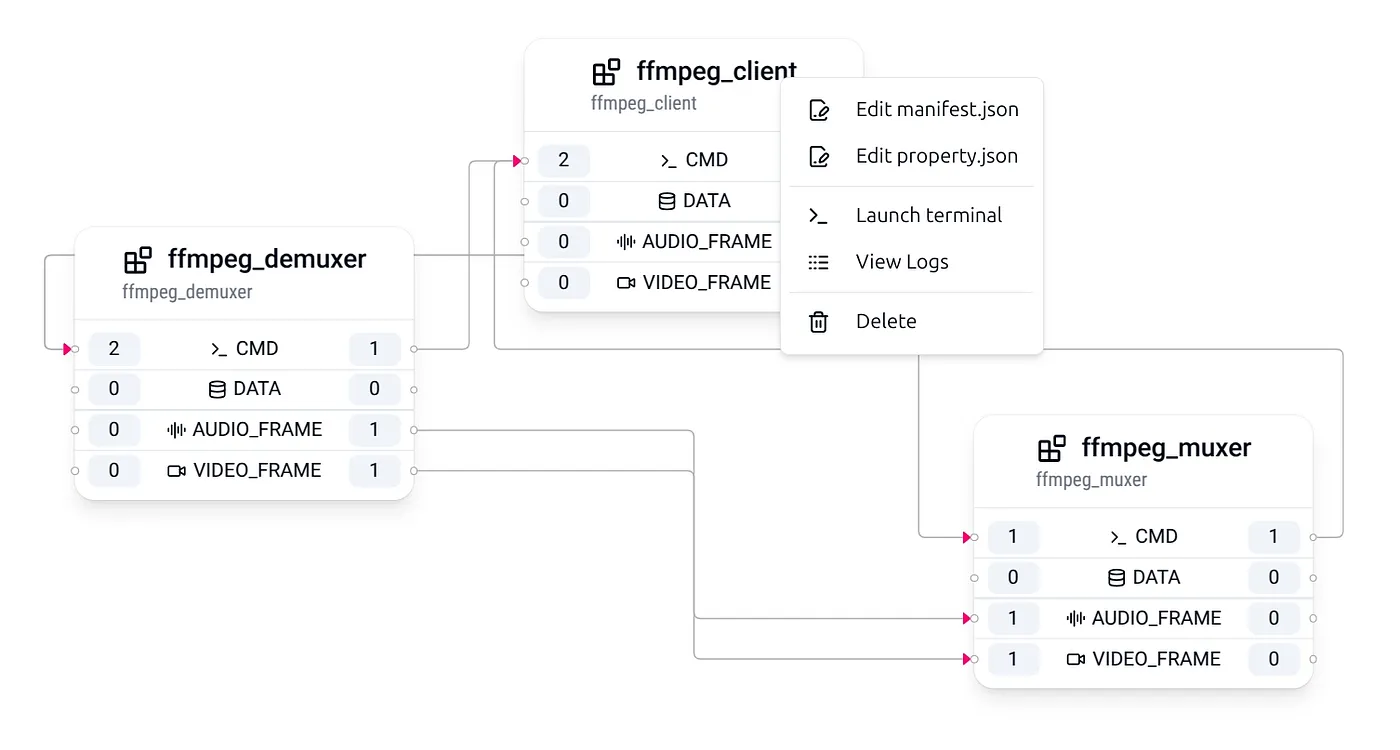 ffmpeg_client
ffmpeg_client
2 CMD
0 DATA
0 AUDIO_FRAME
0 VIDEO_FRAME
Edit manifest.json
Edit property.json
Launch terminal
View Logs
Delete
ffmpeg_demuxer
ffmpeg_demuxer
2 CMD 1
0 DATA 0
0 AUDIO_FRAME 1
0 VIDEO_FRAME 1
ffmpeg_muxer
ffmpeg_muxer
1 CMD 1
0 DATA 0
1 AUDIO_FRAME 0
1 VIDEO_FRAME 0